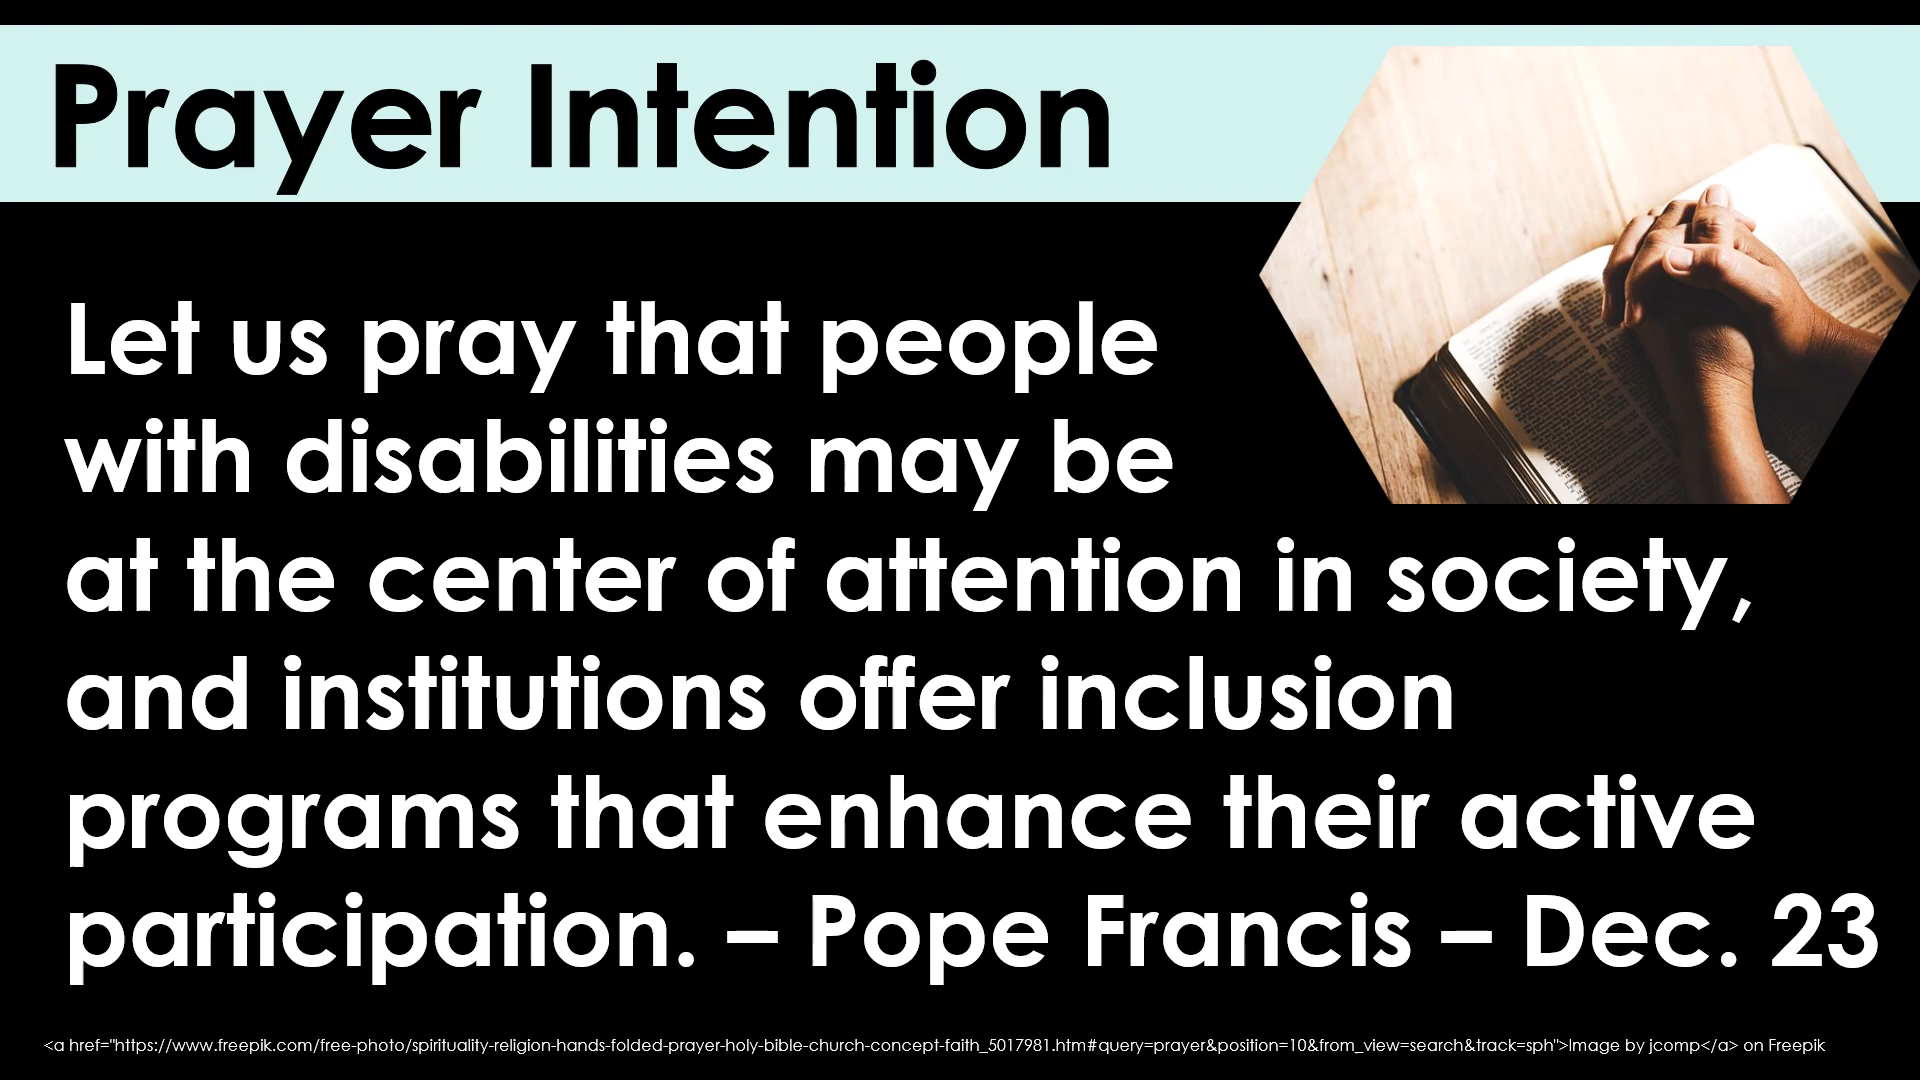 Prayer Intention
Let us pray that people
with disabilities may be
at the center of attention in society,
and institutions offer inclusion
programs that enhance their active
participation. – Pope Francis – Dec. 23
<a href="https://www.freepik.com/free-photo/spirituality-religion-hands-folded-prayer-holy-bible-church-concept-faith_5017981.htm#query=prayer&position=10&from_view=search&track=sph">Image by jcomp</a> on Freepik